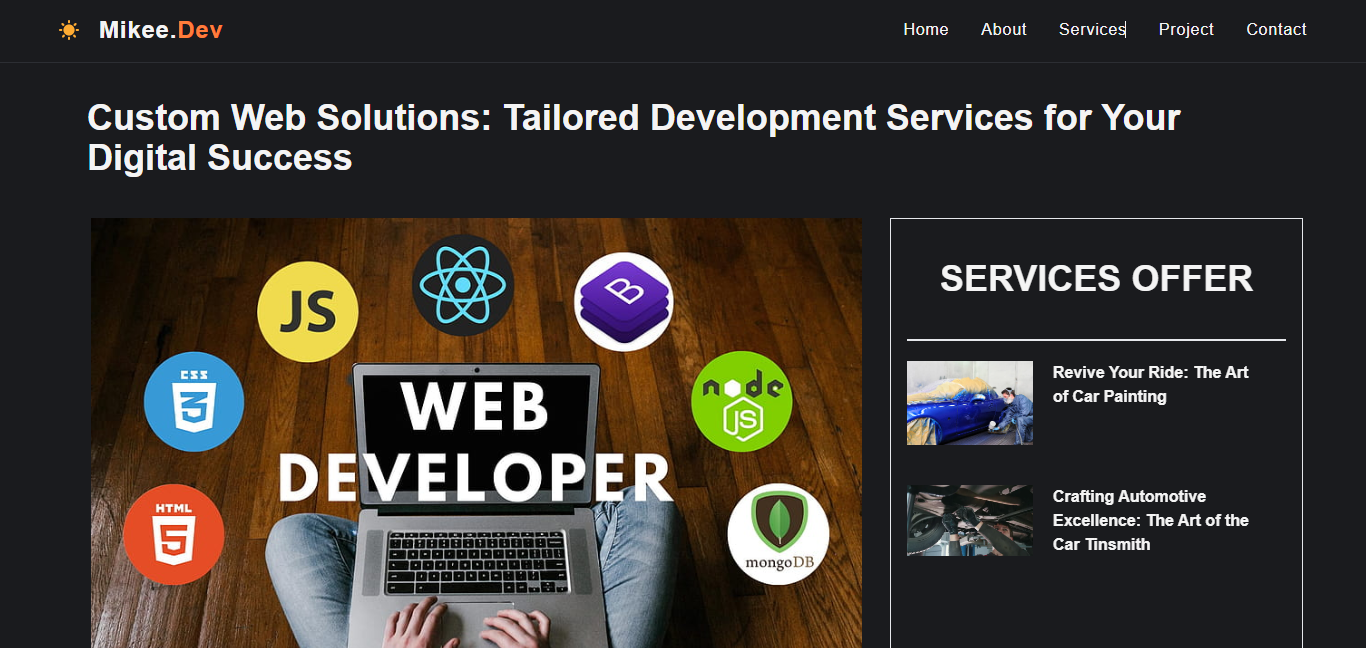 Mikee.Dev
Home About Services Project Contact
Custom Web Solutions: Tailored Development Services for Your
Digital Success
JS
CSS
3
HTML
5
B
node
JS
mongoDB
WEB
DEVELOPER
SERVICES OFFER
Revive Your Ride: The Art
of Car Painting
Crafting Automotive
Excellence: The Art of the
Car Tinsmith